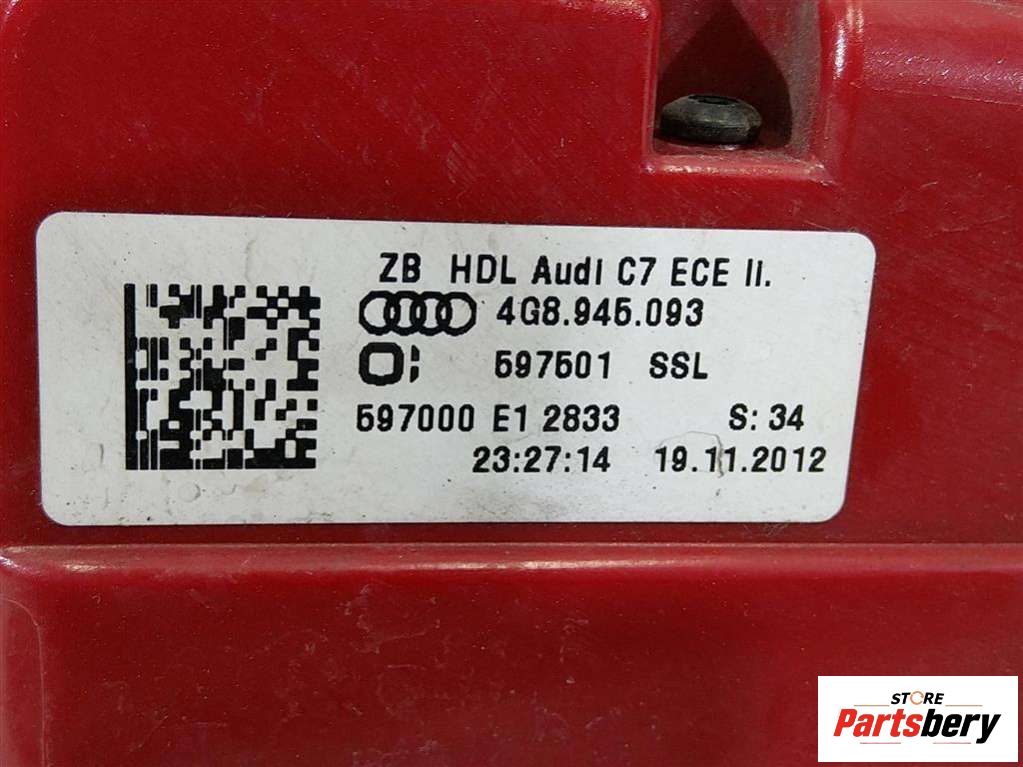 ZB HDL Audi C7 ECE li.
4G8.945.093
597501 SSL
597000 E1 2833 S: 34
23:27:14 19.11.2012
STORE
Partsbery